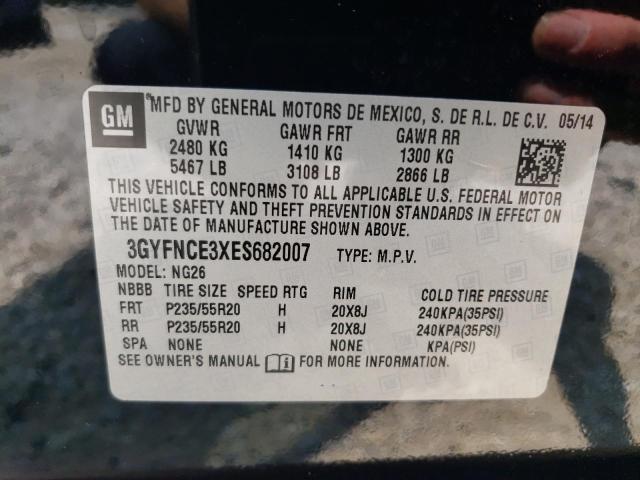 GM
MFD BY GENERAL MOTORS DE MEXICO, S. DE R.L. DE C.V. 05/14
GVWR GAWR FRT GAWR RR
2480 KG 1410 KG 1300 KG
5467 LB 3108 LB 2866 LB
THIS VEHICLE CONFORMS TO ALL APPLICABLE U.S. FEDERAL MOTOR
VEHICLE SAFETY AND THEFT PREVENTION STANDARDS IN EFFECT ON
THE DATE OF MANUFACTURE SHOWN ABOVE.
3GYFNCE3XES682007 TYPE: M.P.V.
MODEL: NG26
NBBB TIRE SIZE SPEED RTG RIM COLD TIRE PRESSURE
FRT P235/55R20 H 20X8J 240KPA(35PSI)
RR P235/55R20 H 20X8J 240KPA(35PSI)
SPA NONE NONE KPA(PSI)
SEE OWNER'S MANUAL FOR MORE INFORMATION.